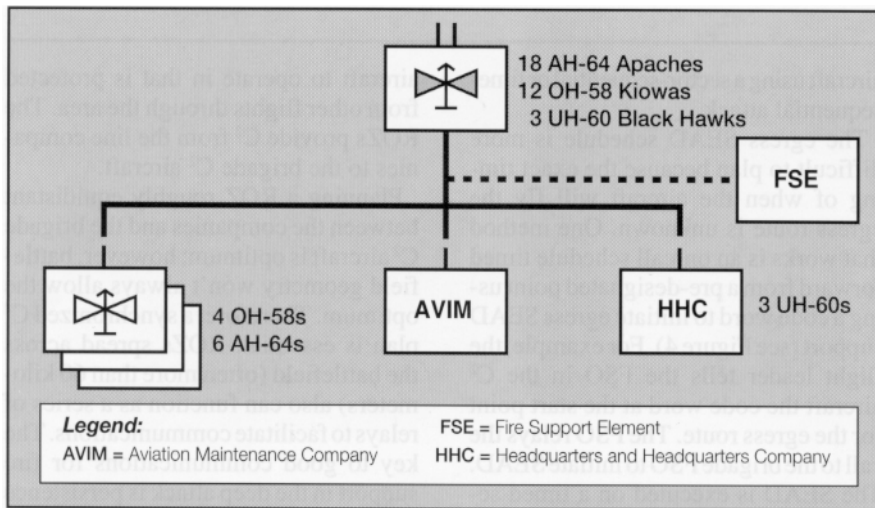 18 AH-64 Apaches
12 OH-58 Kiowas
3 UH-60 Black Hawks
FSE
4 OH-58s
6 AH-64s
AVIM
HHC
3 UH-60s
Legend:
AVIM = Aviation Maintenance Company
FSE = Fire Support Element
HHC = Headquarters and Headquarters Company